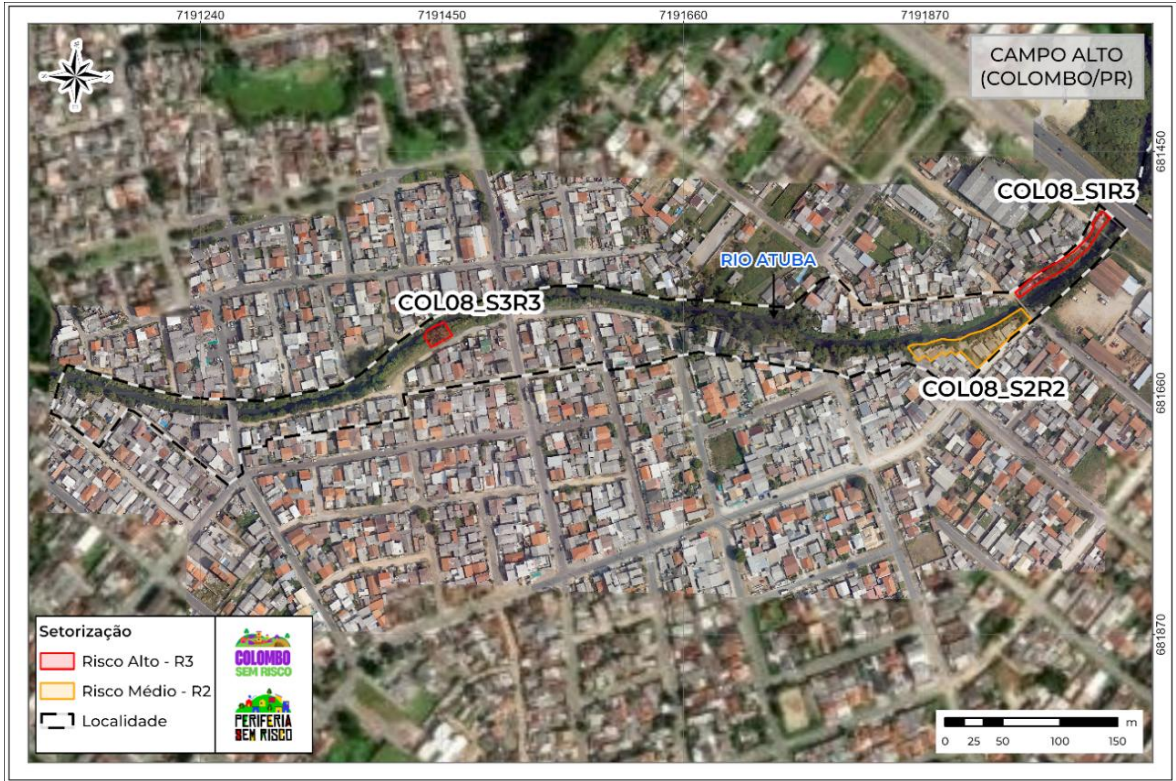 7191240
7191450
7191660
7191870
CAMPO ALTO
(COLOMBO/PR)
681450
COL08_S1R3
RIO ATUBA
COL08_S3R3
681660
COL08_S2R2
681870
Setorização
Risco Alto - R3
Risco Médio - R2
Localidade
COLOMBO
SEM RISCO
PERIFERIA
SEM RISCO
m
0 25 50 100 150